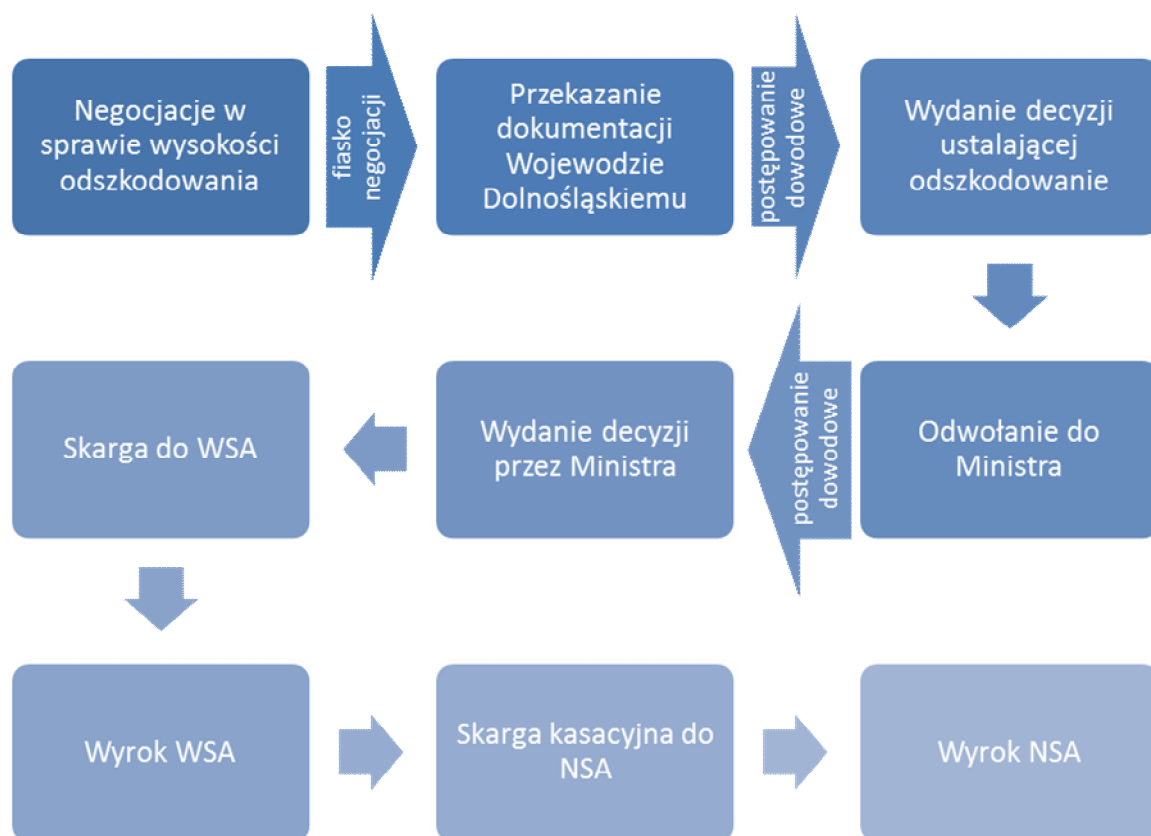 Negocjacje w
sprawie wysokości
odszkodowania
fiasko
negocjacji
Przekazanie
dokumentacji
Wojewodzie
Dolnośląskiemu
postępowanie
dowodowe
Wydanie decyzji
ustalającej
odszkodowanie
Odwołanie do
Ministra
postępowanie
dowodowe
Wydanie decyzji
przez Ministra
Skarga do WSA
Wyrok WSA
Skarga kasacyjna do
NSA
Wyrok NSA